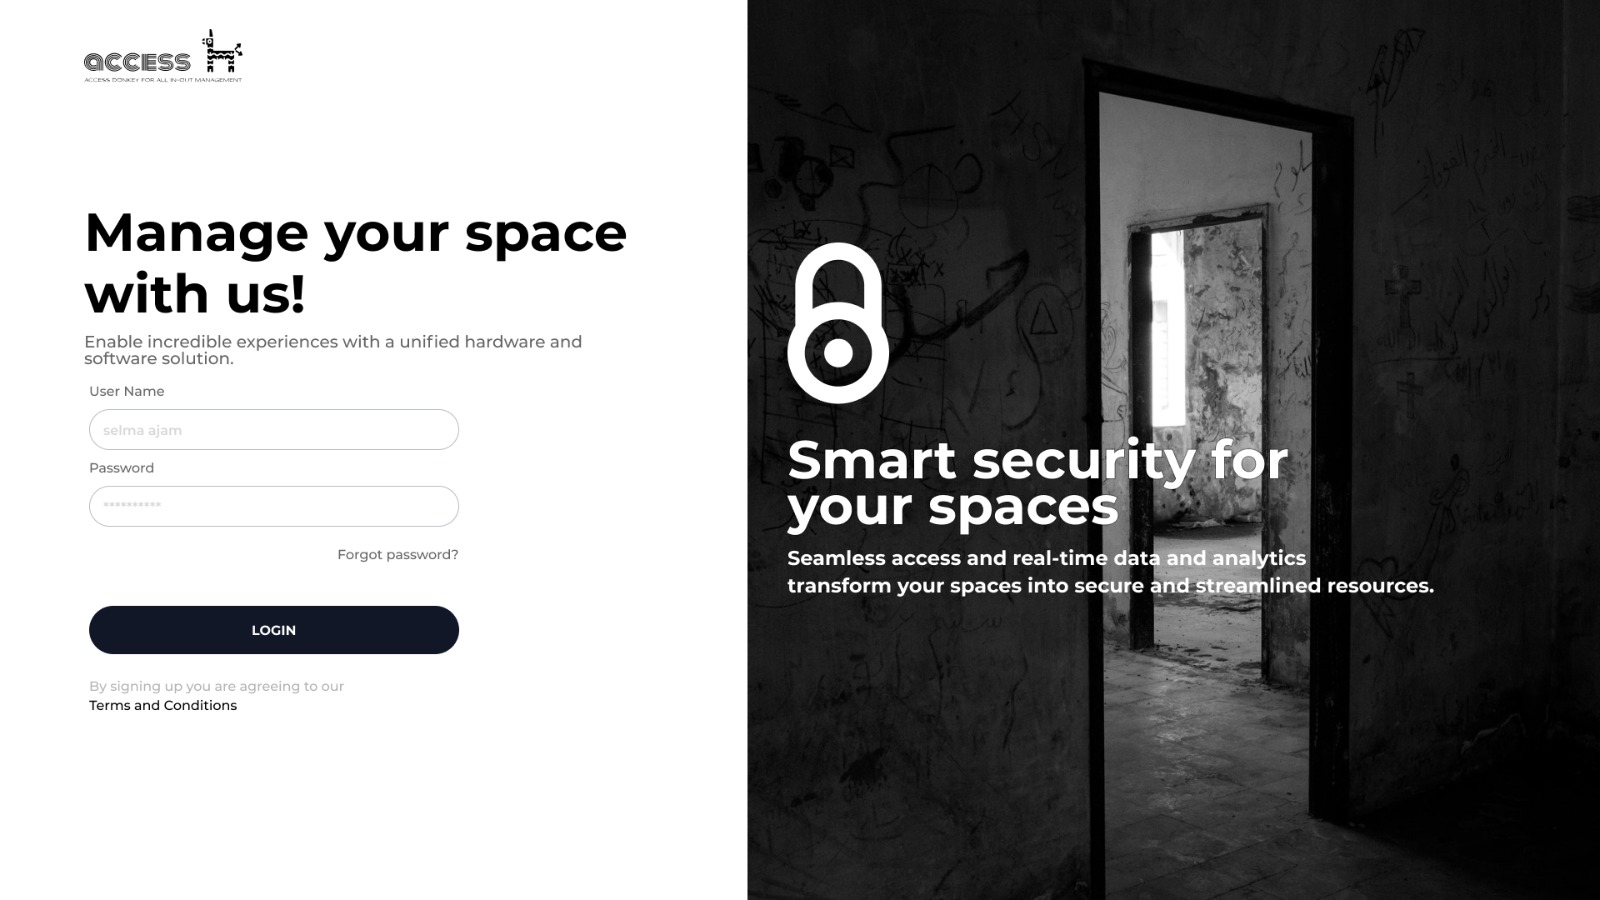 access
ACCESS DONKEY FOR ALL IN-OUT MANAGEMENT
Manage your space
with us!
Enable incredible experiences with a unified hardware and
software solution.
User Name
selma ajam
Password
**********
Forgot password?
LOGIN
By signing up you are agreeing to our
Terms and Conditions
Smart security for
your spaces
Seamless access and real-time data and analytics
transform your spaces into secure and streamlined resources.